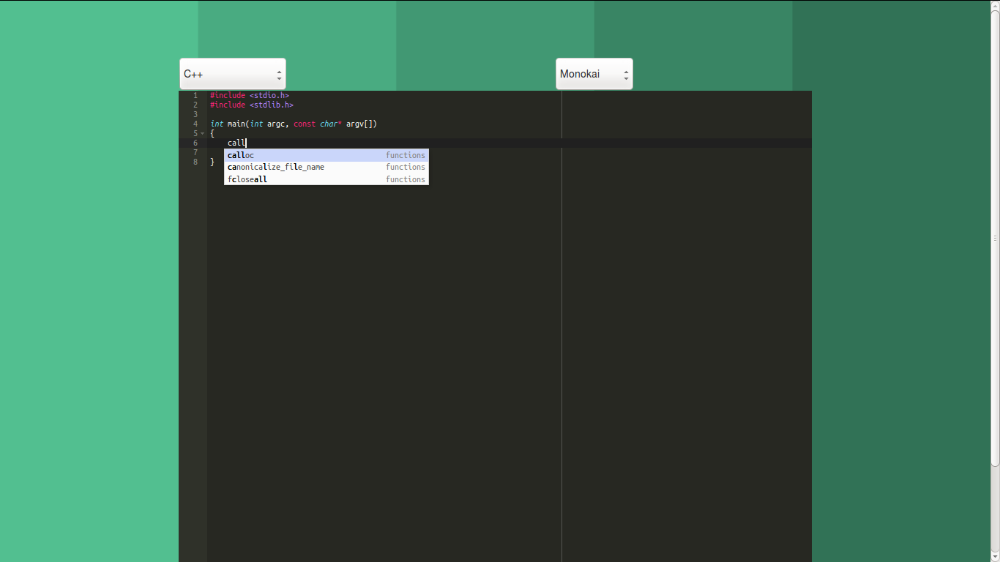 C++ Monokai
1 #include <stdio.h>
2 #include <stdlib.h>
3
4 int main(int argc, const char* argv[])
5 {
6 call
7
calloc functions
canonicalize_file_name functions
8 }
fcloseall functions